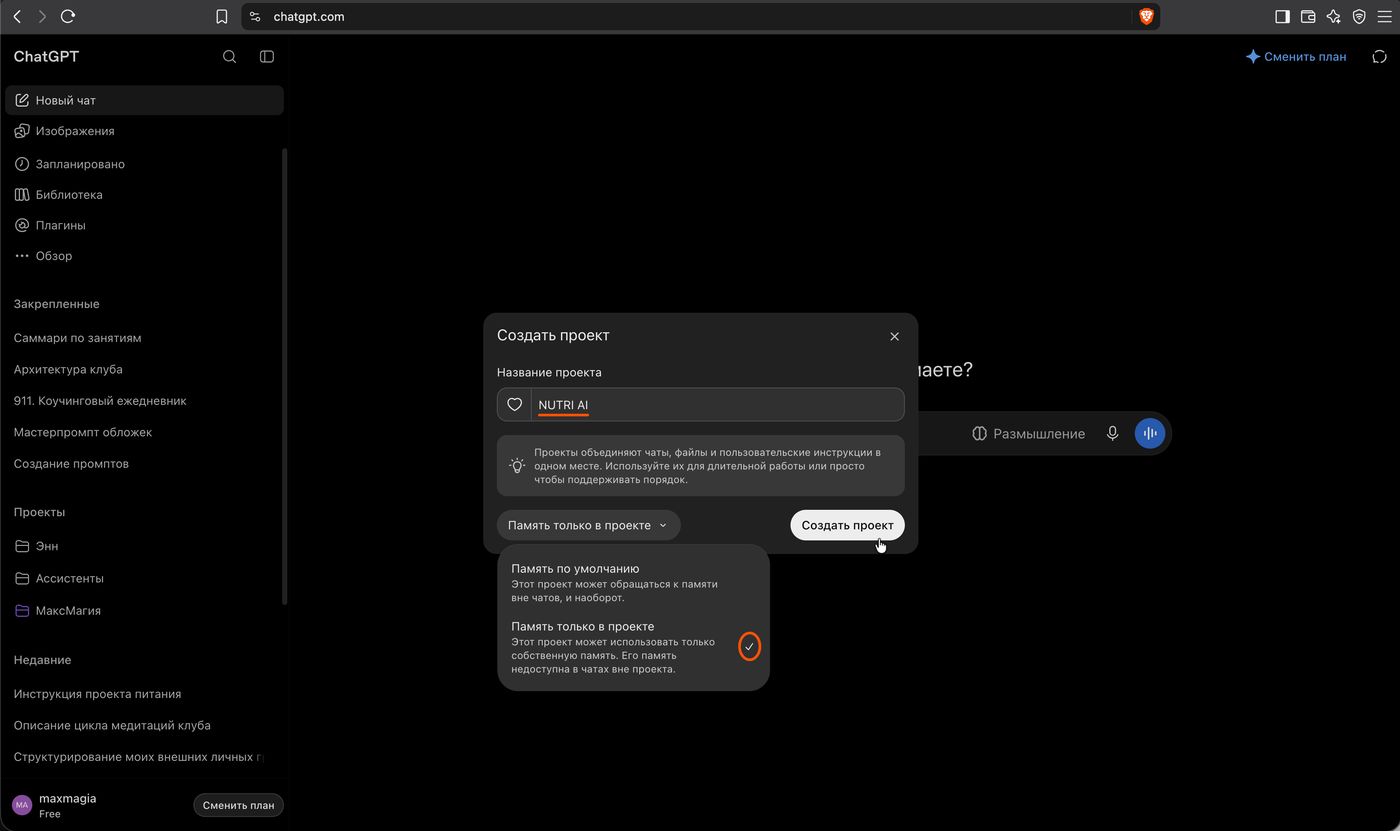 chatgpt.com
ChatGPT
Сменить план
Новый чат
Изображения
Запланировано
Библиотека
Плагины
Обзор
Закрепленные
Саммари по занятиям
Архитектура клуба
911. Коучинговый ежедневник
Мастерпромпт обложек
Создание промптов
Проекты
Энн
Ассистенты
МаксМагия
Недавние
Инструкция проекта питания
Описание цикла медитаций клуба
Структурирование моих внешних личных
MA
maxmagia
Free
Сменить план
Создать проект
Название проекта
NUTRI AI
Проекты объединяют чаты, файлы и пользовательские инструкции в
одном месте. Используйте их для длительной работы или просто
чтобы поддерживать порядок.
Память только в проекте
Создать проект
Память по умолчанию
Этот проект может обращаться к памяти
вне чатов, и наоборот.
Память только в проекте
Этот проект может использовать только
собственную память. Его память
недоступна в чатах вне проекта.
Размышление